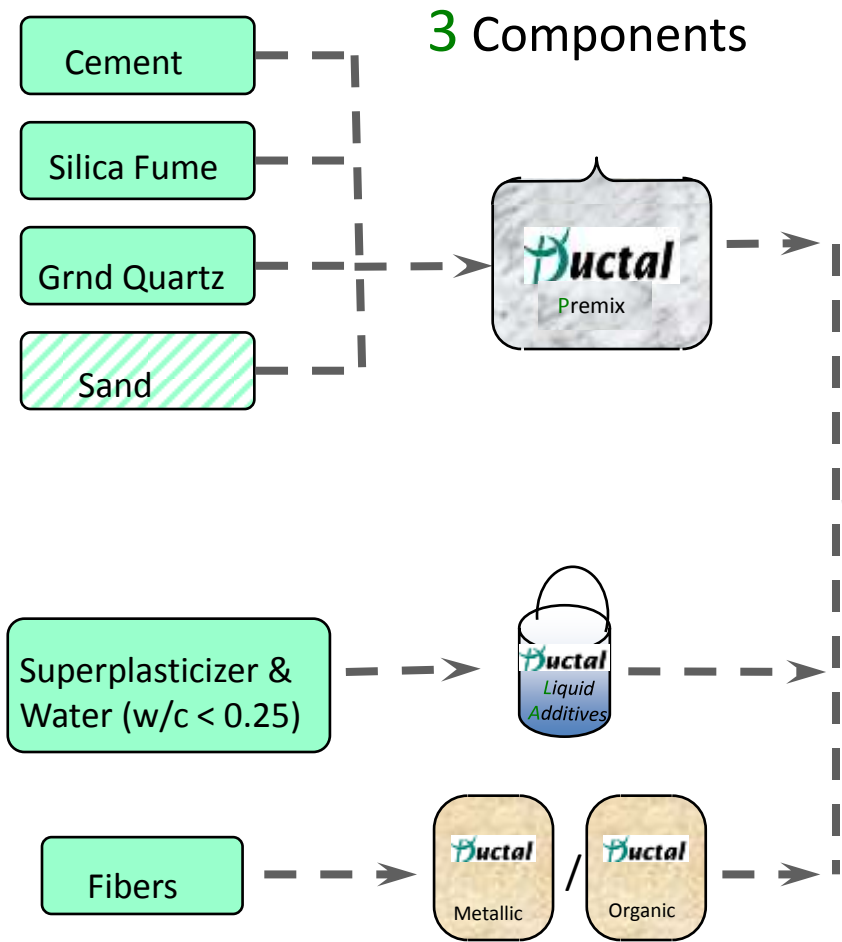 3 Components
Cement
Silica Fume
Grnd Quartz
Sand
Ductal
Premix
Superplasticizer &
Water (w/c < 0.25)
Ductal
Liquid
Additives
Fibers
Ductal
Metallic
/
Ductal
Organic